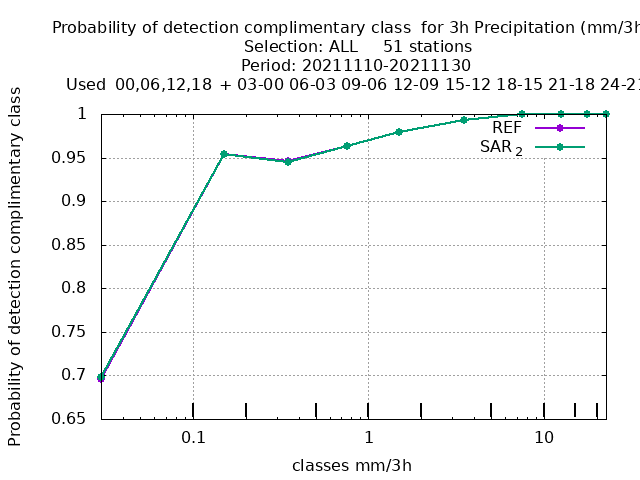 Probability of detection complimentary class  for 3h Precipitation (mm/3h
Selection: ALL     51 stations
Period: 20211110-20211130
Used  00,06,12,18  + 03-00 06-03 09-06 12-09 15-12 18-15 21-18 24-21
Probability of detection complimentary class
1
0.95
0.9
0.85
0.8
0.75
0.7
0.65
REF
SAR 2
0.1
1
10
classes mm/3h